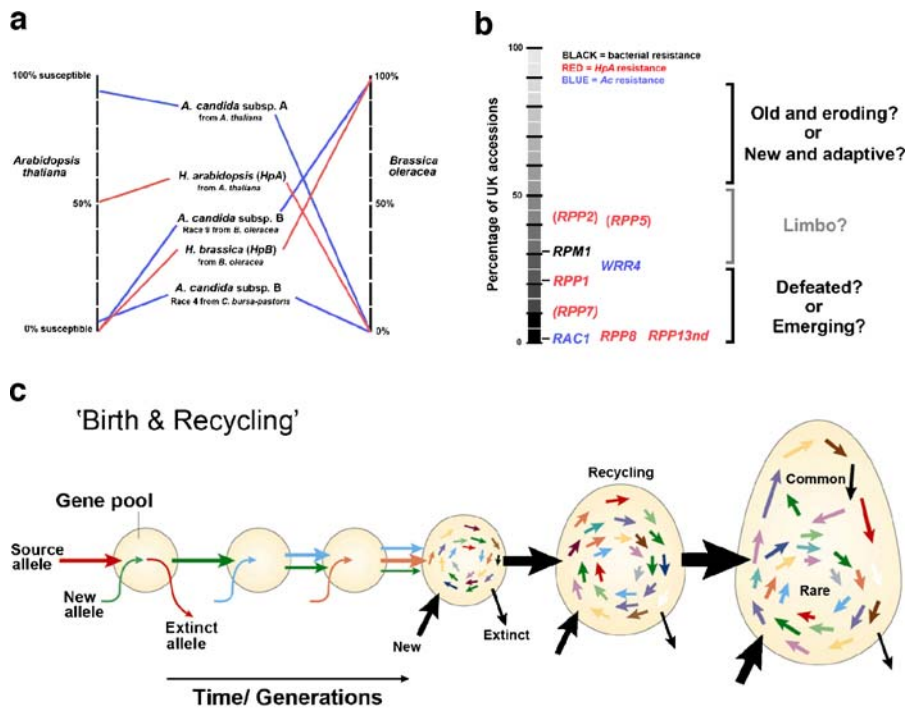 a
100% susceptible
Arabidopsis
thaliana
50%
0% susceptible
A. candida subsp. A
from A. thaliana
H. arabidopsis (HpA)
from A. thaliana
A. candida subsp. B
Race 9 from B. oleracea
H. brassica (HpB)
from B. oleracea
A. candida subsp. B
Race 4 from C. bursa-pastoris
100%
Brassica
oleracea
50%
0%
b
Percentage of UK accessions
100
50
0
BLACK = bacterial resistance
RED = HpA resistance
BLUE = Ac resistance
(RPP2)
(RPP5)
RPM1
WRR4
RPP1
(RPP7)
RAC1 RPP8 RPP13nd
Old and eroding?
or
New and adaptive?
Limbo?
Defeated?
or
Emerging?
c
'Birth & Recycling'
Gene pool
Source
allele
New
allele
Extinct
allele
Time/ Generations
New
Extinct
Recycling
Common
Rare